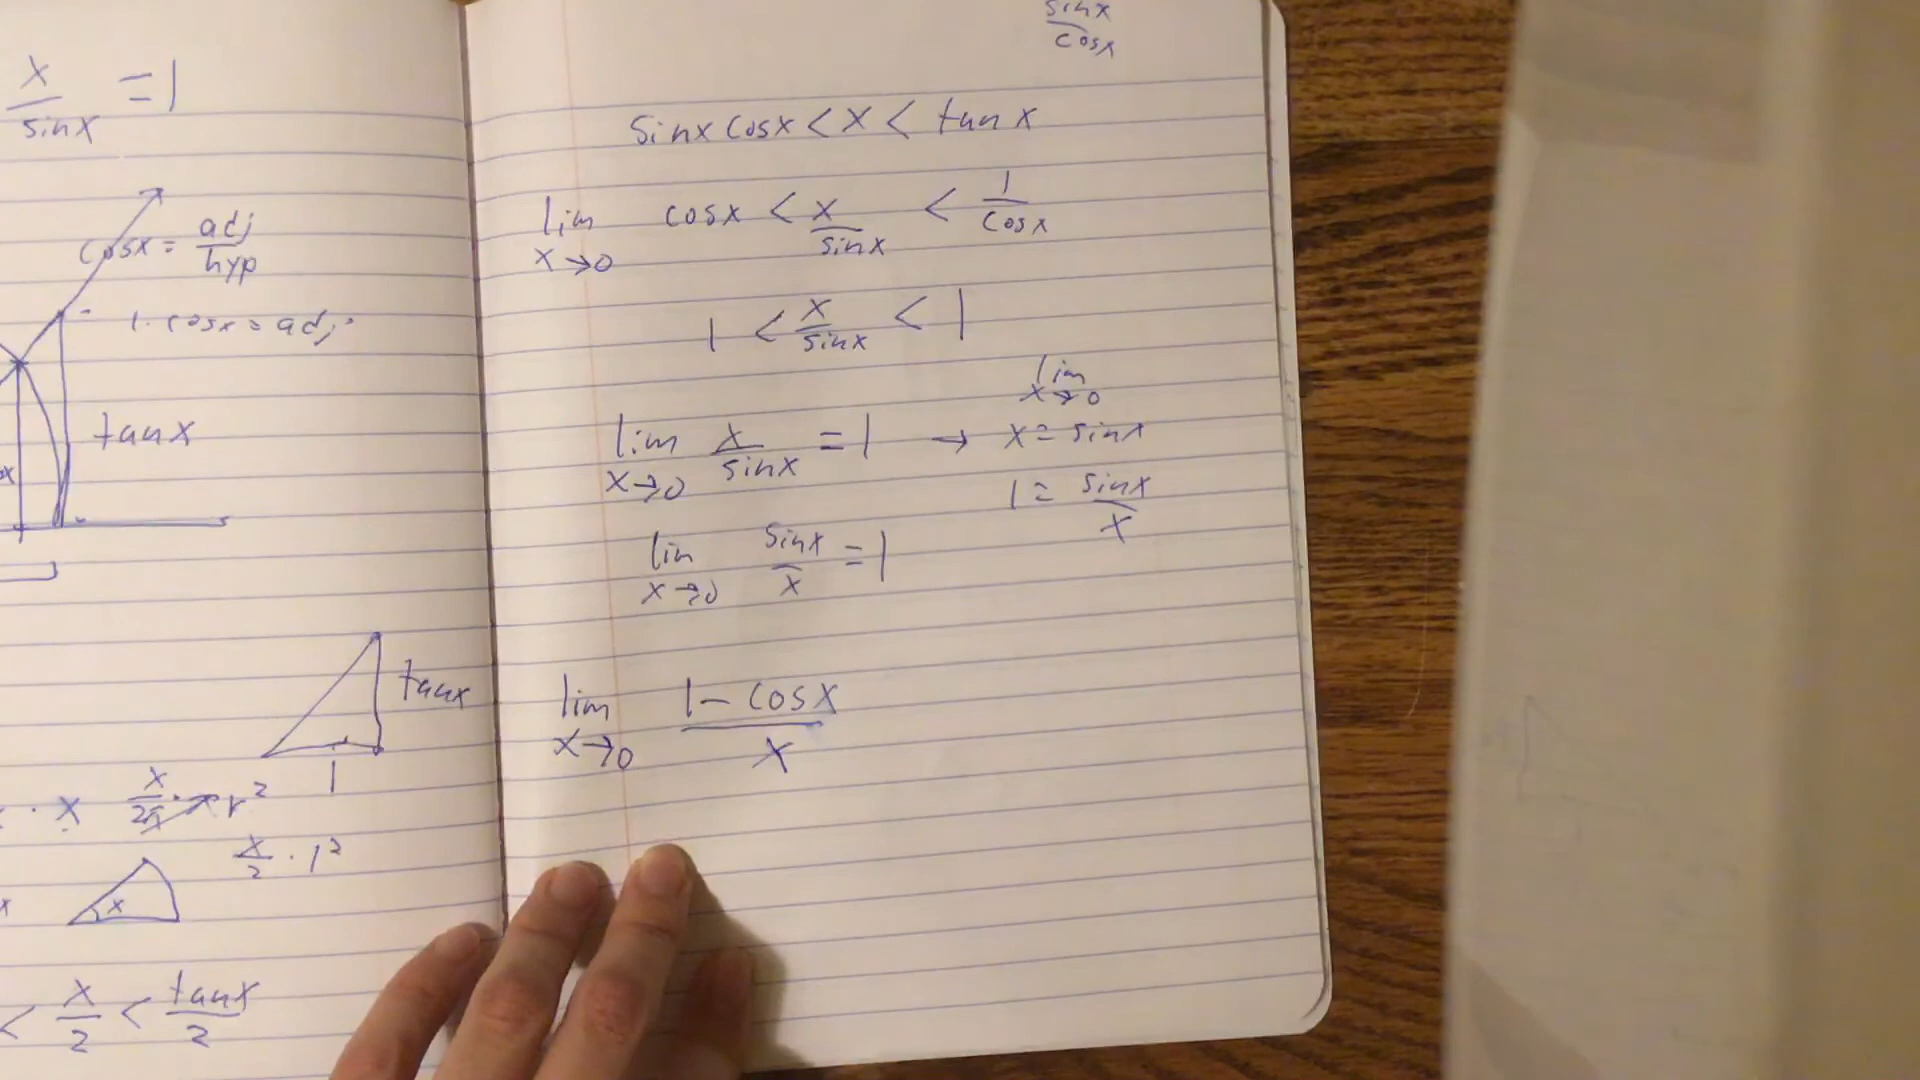 x/sinx = 1
cosx = adj/hyp
1. cosx = adj
tanx
tanx
1
· x x/2π · πr²
x/2 · 1²
x
< x/2 < tanx/2
sinx/cosx
sinx cosx < x < tanx
lim x→0 cosx < x/sinx < 1/cosx
1 < x/sinx < 1
lim x→0
lim x→0 x/sinx = 1 → x = sinx
1 = sinx/x
lim x→0 sinx/x = 1
lim x→0 1 - cosx/x